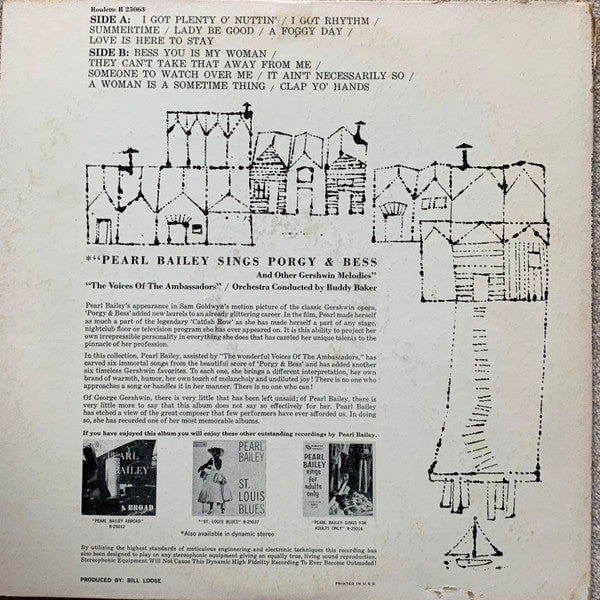 Roulette R 25063
SIDE A: I GOT PLENTY O' NUTTIN' / I GOT RHYTHM /
SUMMERTIME / LADY BE GOOD / A FOGGY DAY /
LOVE IS HERE TO STAY
SIDE B: BESS YOU IS MY WOMAN /
THEY CAN'T TAKE THAT AWAY FROM ME /
SOMEONE TO WATCH OVER ME / IT AIN'T NECESSARILY SO /
A WOMAN IS A SOMETIME THING / CLAP YO' HANDS
*"PEARL BAILEY SINGS PORGY & BESS
And Other Gershwin Melodies"
"The Voices Of The Ambassadors" / Orchestra Conducted by Buddy Baker
Pearl Bailey's appearance in Sam Goldwyn's motion picture of the classic Gershwin opera,
'Porgy & Bess' added new laurels to an already glittering career. In the film, Pearl made herself
as much a part of the legendary 'Catfish Row' as she has made herself a part of any stage,
nightclub floor or television program she has ever appeared on. It is this ability to project her
own irrepressible personality in everything she does that has carried her unique talents to the
pinnacle of her profession.
In this collection, Pearl Bailey, assisted by "The wonderful Voices Of The Ambassadors," has
carved six immortal songs from the beautiful score of 'Porgy & Bess' and has added another
six timeless Gershwin favorites. To each one, she brings a different interpretation, her own
brand of warmth, humor, her own touch of melancholy and undiluted joy! There is no one who
approaches a song or handles it in her manner. There is no one who can!
Of George Gershwin, there is very little that has been left unsaid; of Pearl Bailey, there is
very little more to say that this album does not say so effectively for her. Pearl Bailey
has etched a view of the great composer that few performers have ever afforded us. In doing
so, she has recorded one of her most memorable albums.
If you have enjoyed this album you will enjoy these other outstanding recordings by Pearl Bailey.
PEARL
BAILEY
A BROAD
PEARL
BAILEY
ST.
LOUIS
BLUES
PEARL
BAILEY
sings
for
adults
only
"PEARL BAILEY ABROAD"
R-25012
*"ST. LOUIS BLUES" R-25037
"PEARL BAILEY SINGS FOR
ADULTS ONLY" R-25016
*Also available in dynamic stereo
By utilizing the highest standards of meticulous engineering and electronic techniques this recording has
also been designed to play on any stereophonic equipment giving an equally true, living sound reproduction.
Stereophonic Equipment Will Not Cause This Dynamic High Fidelity Recording To Ever Become Outmoded!
PRODUCED BY: BILL LOOSE
PRINTED IN U.S.A.